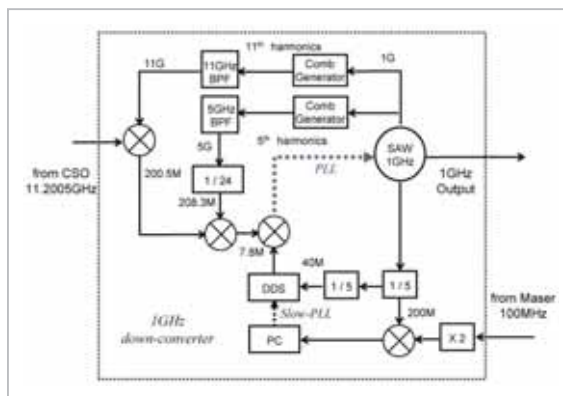 11th harmonics
11G
11GHz
BPF
Comb
Generator
1G
5GHz
BPF
Comb
Generator
5th harmonics
5G
PLL
SAW
1GHz
from CSO
11.2005GHz
200.5M
1 / 24
208.3M
7.8M
1GHz
Output
40M
DDS
1 / 5
1 / 5
200M
from Maser
100MHz
Slow-PLL
1GHz
down-converter
PC
X 2